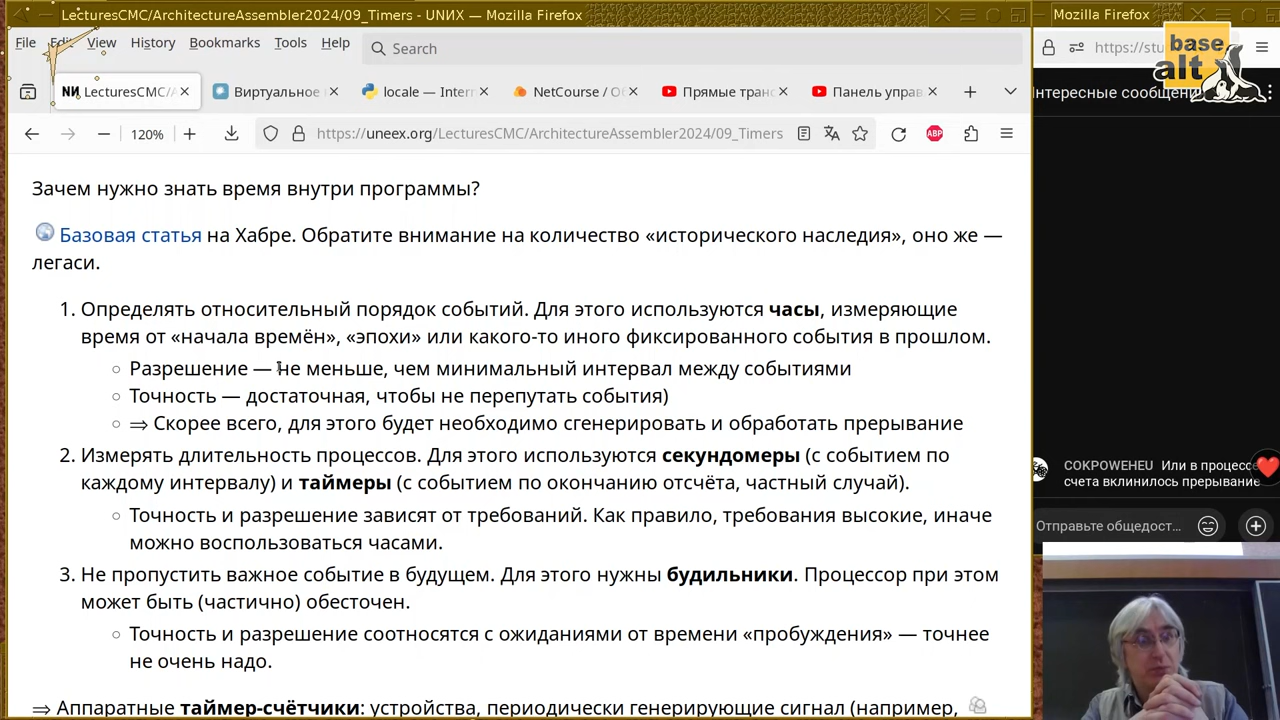 LecturesCMC/ArchitectureAssembler2024/09_Timers - UNИX — Mozilla Firefox
Mozilla Firefox
File Edit View History Bookmarks Tools Help
Search
https://stu
base
alt
NИ LecturesCMC/A
Виртуальное
locale — Intern
NetCourse / Об
Прямые транс
Панель управ
Интересные сообщени
120%
https://uneex.org/LecturesCMC/ArchitectureAssembler2024/09_Timers
ABP
Зачем нужно знать время внутри программы?
Базовая статья на Хабре. Обратите внимание на количество «исторического наследия», оно же —
легаси.
1. Определять относительный порядок событий. Для этого используются часы, измеряющие
время от «начала времён», «эпохи» или какого-то иного фиксированного события в прошлом.
Разрешение — не меньше, чем минимальный интервал между событиями
Точность — достаточная, чтобы не перепутать события)
⇒ Скорее всего, для этого будет необходимо сгенерировать и обработать прерывание
2. Измерять длительность процессов. Для этого используются секундомеры (с событием по
каждому интервалу) и таймеры (с событием по окончанию отсчёта, частный случай).
Точность и разрешение зависят от требований. Как правило, требования высокие, иначе
можно воспользоваться часами.
3. Не пропустить важное событие в будущем. Для этого нужны будильники. Процессор при этом
может быть (частично) обесточен.
Точность и разрешение соотносятся с ожиданиями от времени «пробуждения» — точнее
не очень надо.
⇒ Аппаратные таймер-счётчики: устройства, периодически генерирующие сигнал (например,
COKPOWEHEU Или в процессе
счета вклинилось прерывание
Отправьте общедост...